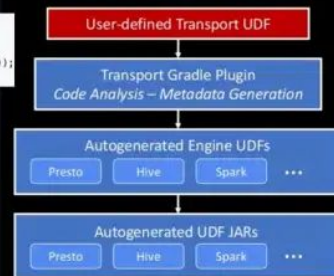 );
User-defined Transport UDF
Transport Gradle Plugin
Code Analysis – Metadata Generation
Autogenerated Engine UDFs
Presto Hive Spark ...
Autogenerated UDF JARs
Presto Hive Spark ...